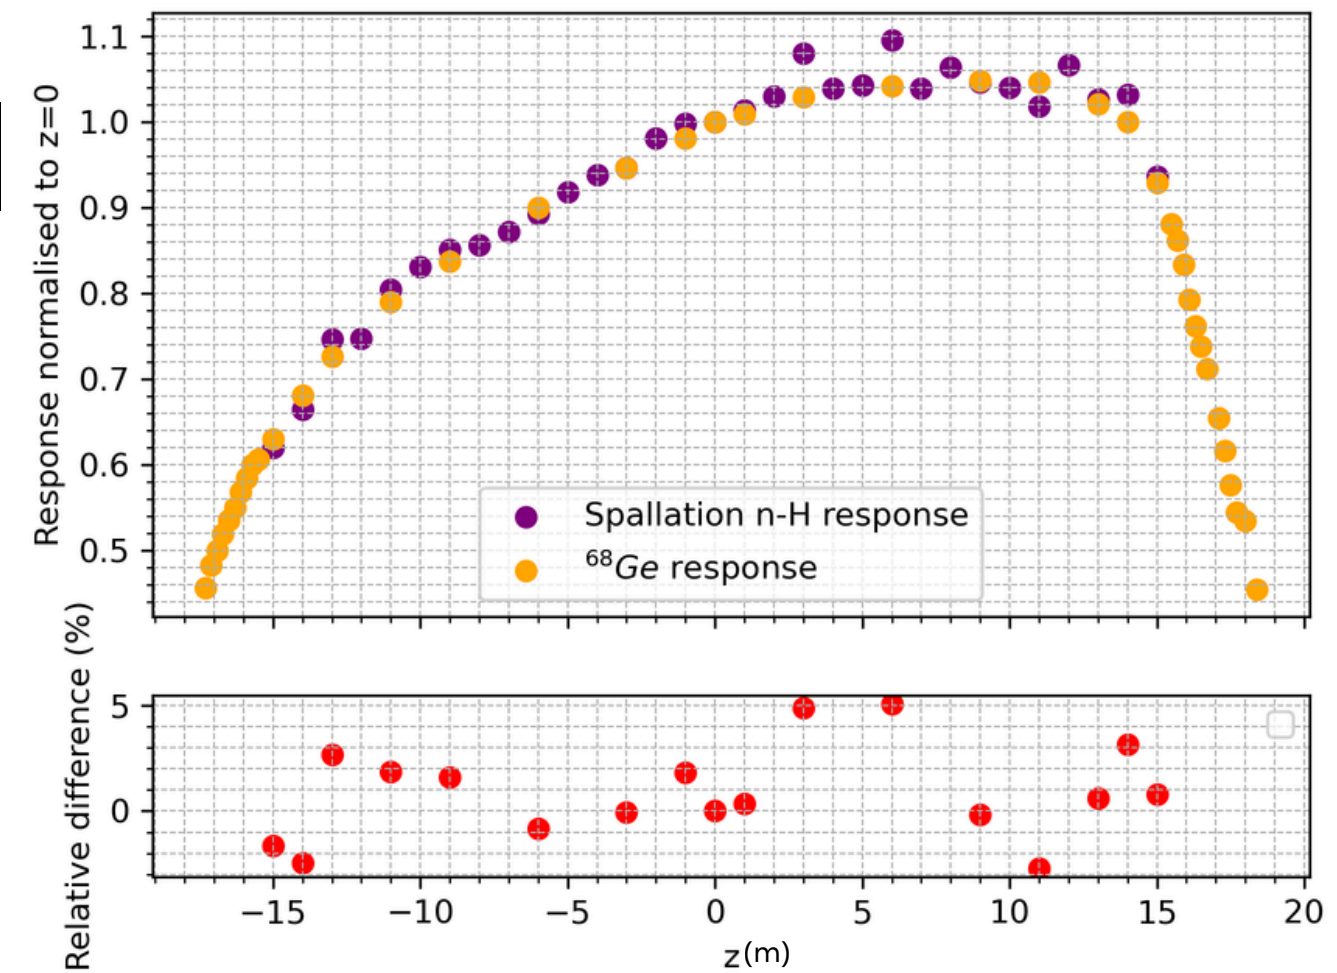 Response normalised to z=0
1.1
1.0
0.9
0.8
0.7
0.6
0.5
Spallation n-H response
⁶⁸Ge response
Relative difference (%)
5
0
−15 −10 −5 0 5 10 15 20
z(m)